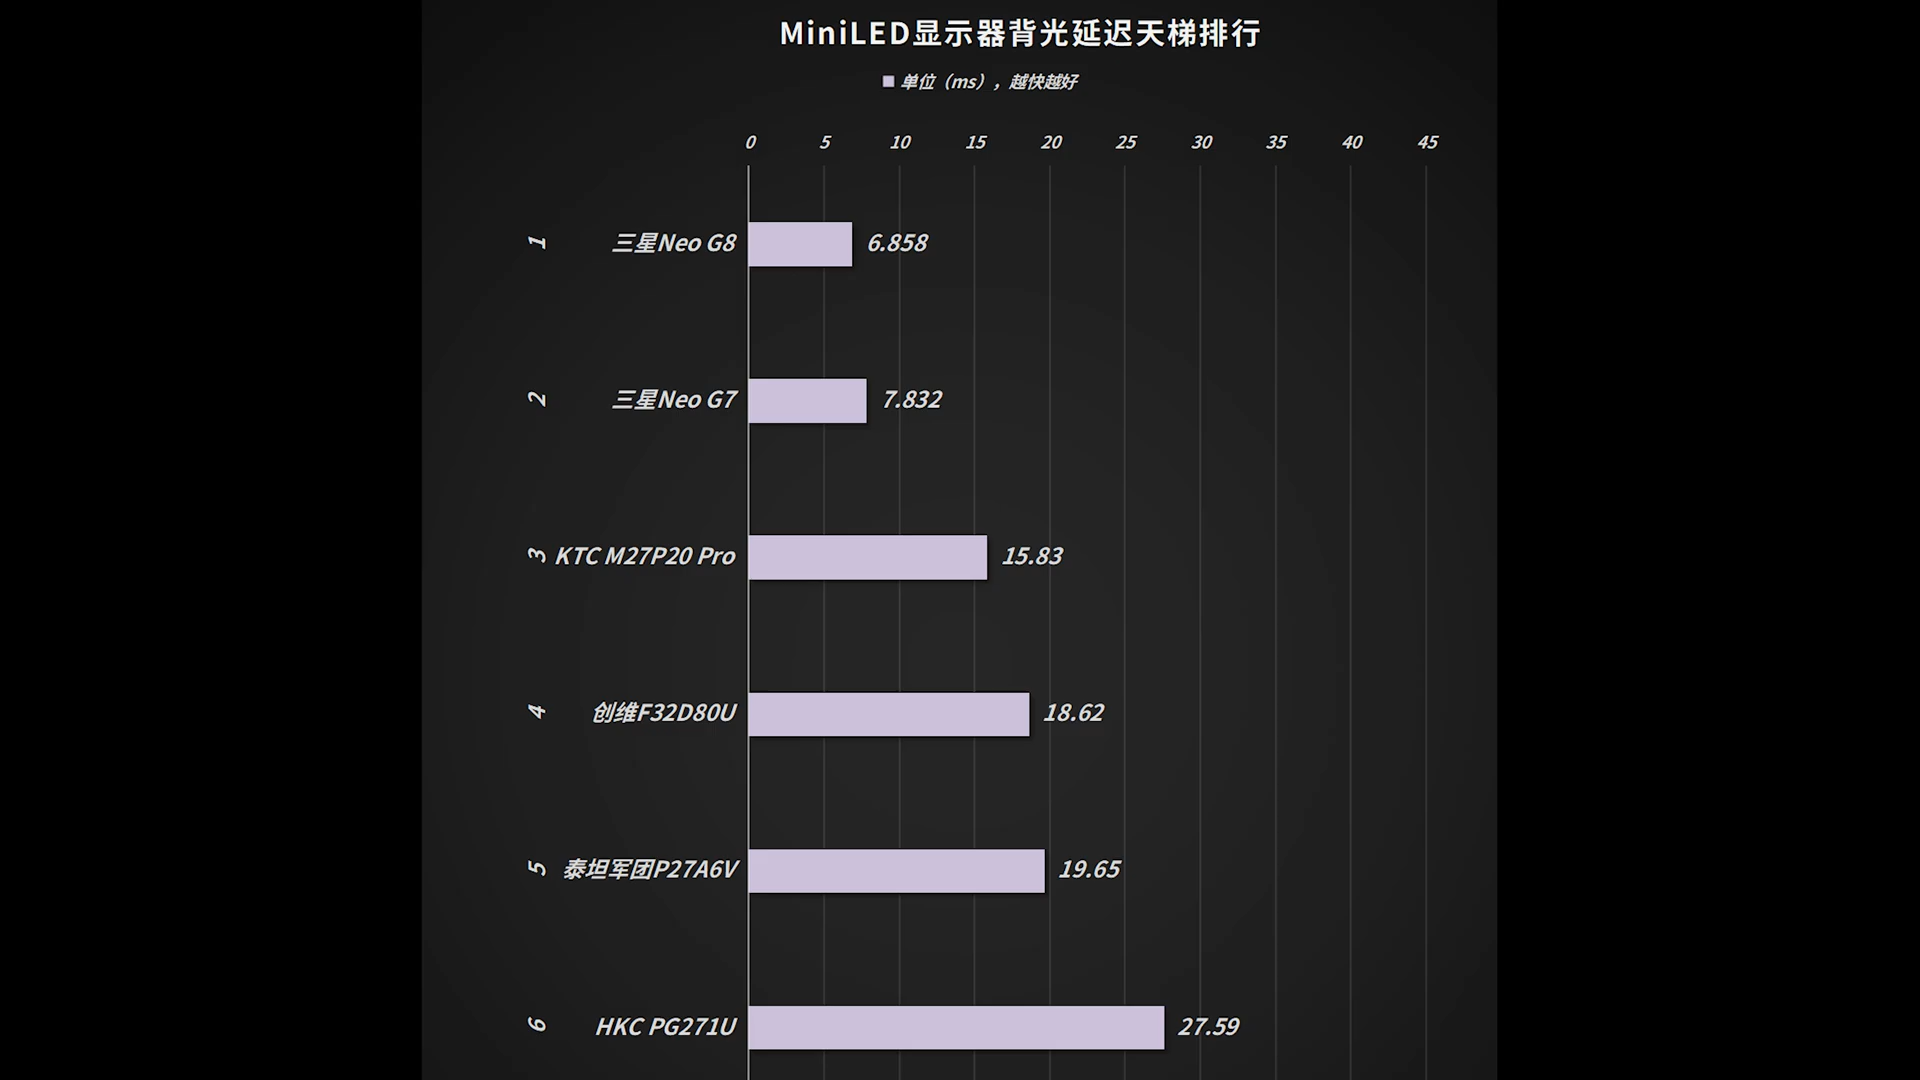 MiniLED显示器背光延迟天梯排行
单位（ms），越快越好
0 5 10 15 20 25 30 35 40 45
1 三星Neo G8 6.858
2 三星Neo G7 7.832
3 KTC M27P20 Pro 15.83
4 创维F32D80U 18.62
5 泰坦军团P27A6V 19.65
6 HKC PG271U 27.59